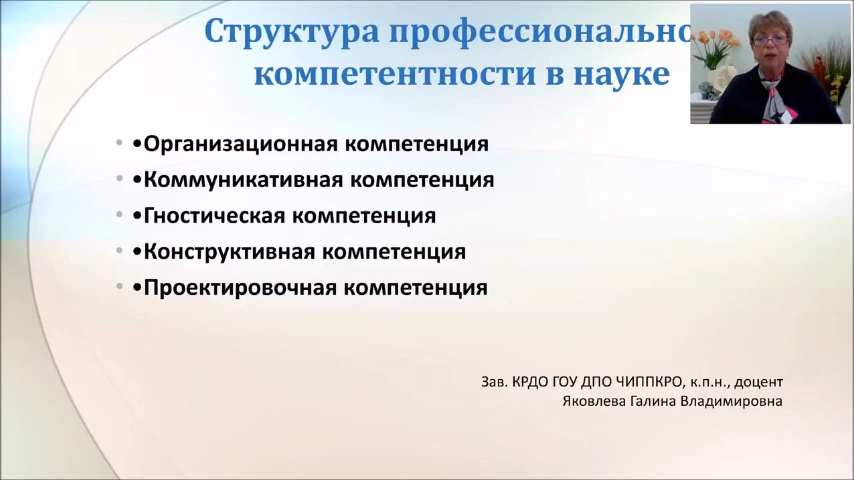 Структура профессионально
компетентности в науке
• •Организационная компетенция
• •Коммуникативная компетенция
• •Гностическая компетенция
• •Конструктивная компетенция
• •Проектировочная компетенция
Зав. КРДО ГОУ ДПО ЧИППКРО, к.п.н., доцент
Яковлева Галина Владимировна